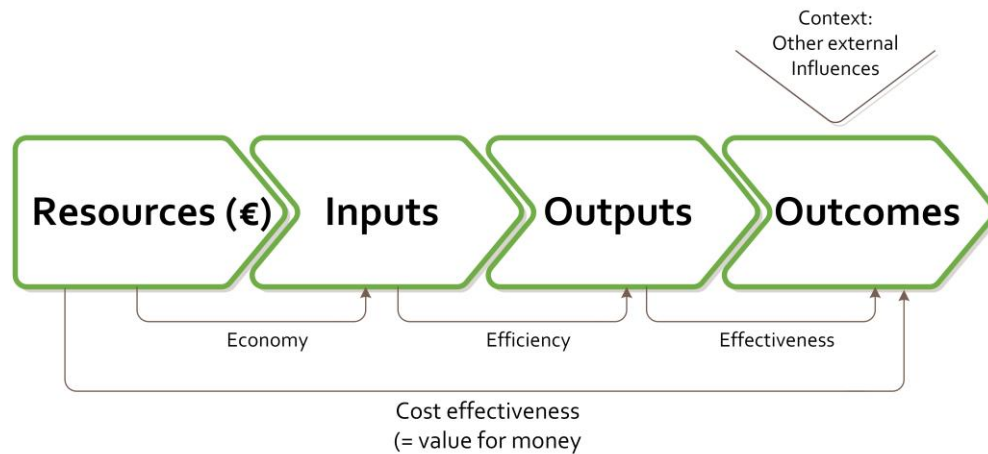 Context:
Other external
Influences
Resources (€)
Inputs
Outputs
Outcomes
Economy
Efficiency
Effectiveness
Cost effectiveness
(= value for money